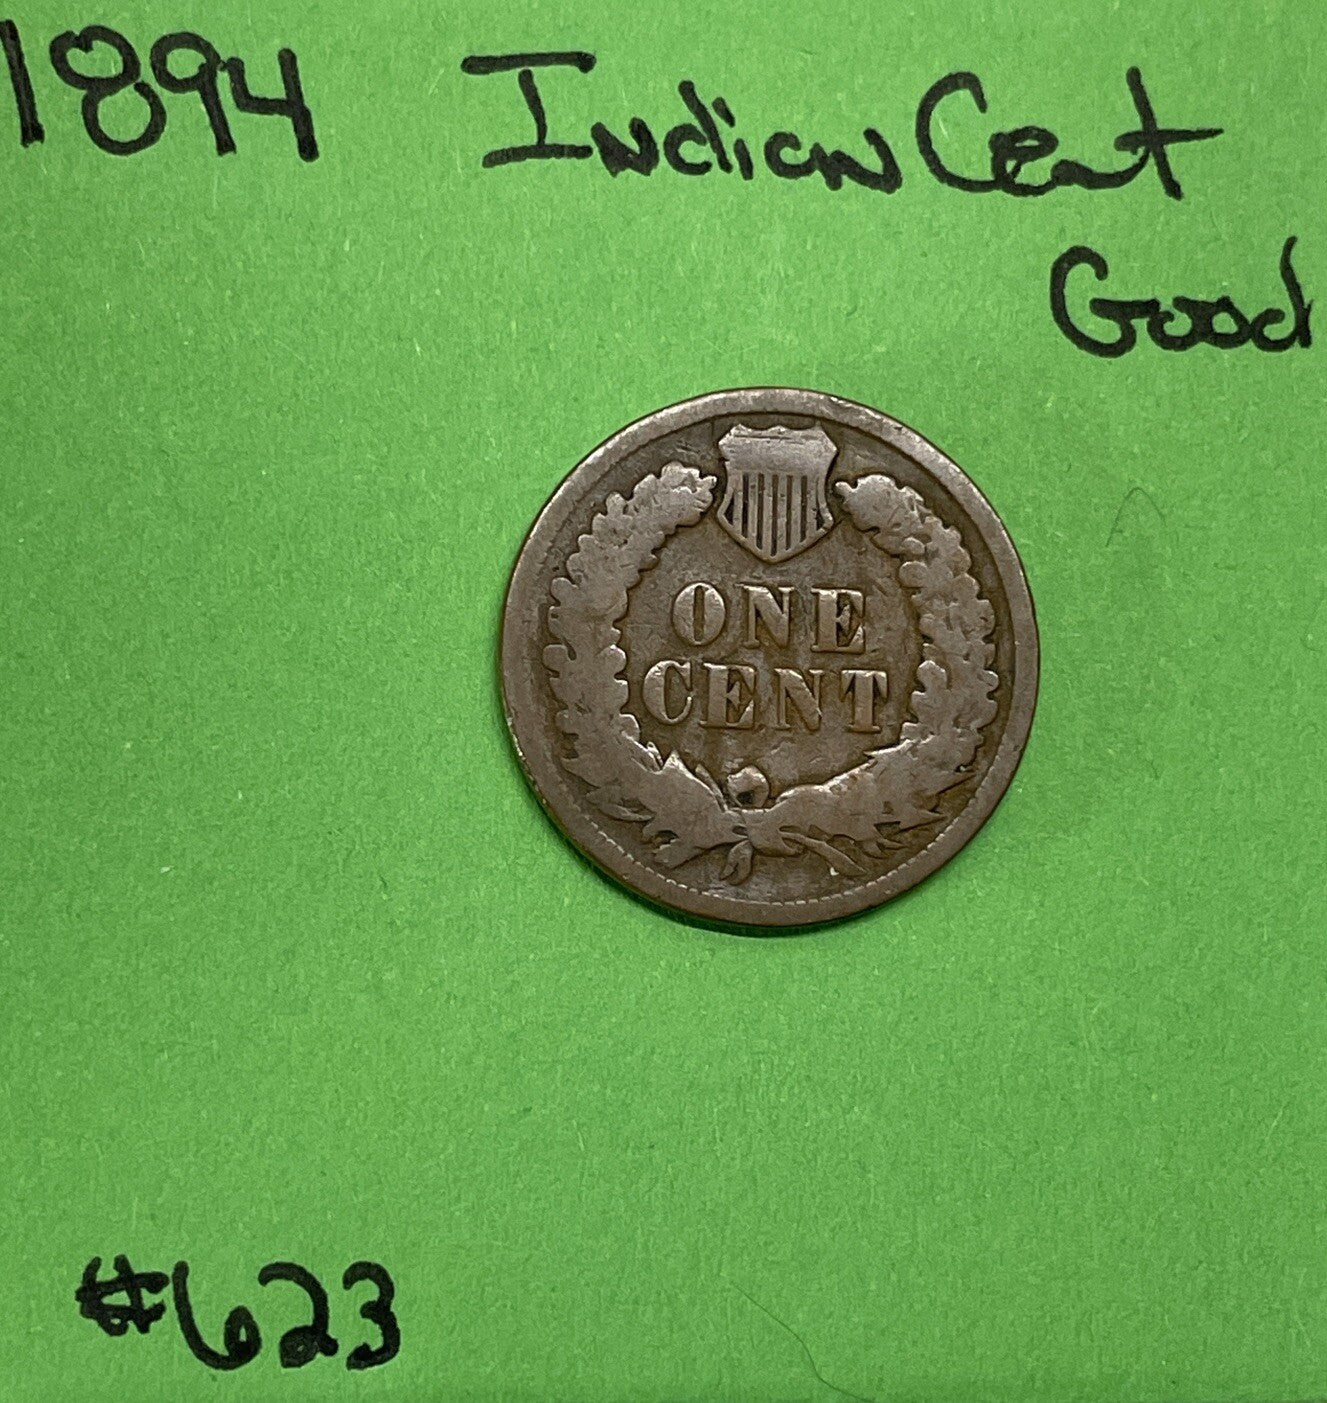 1894 Indian Cent
Good
ONE
CENT
#623